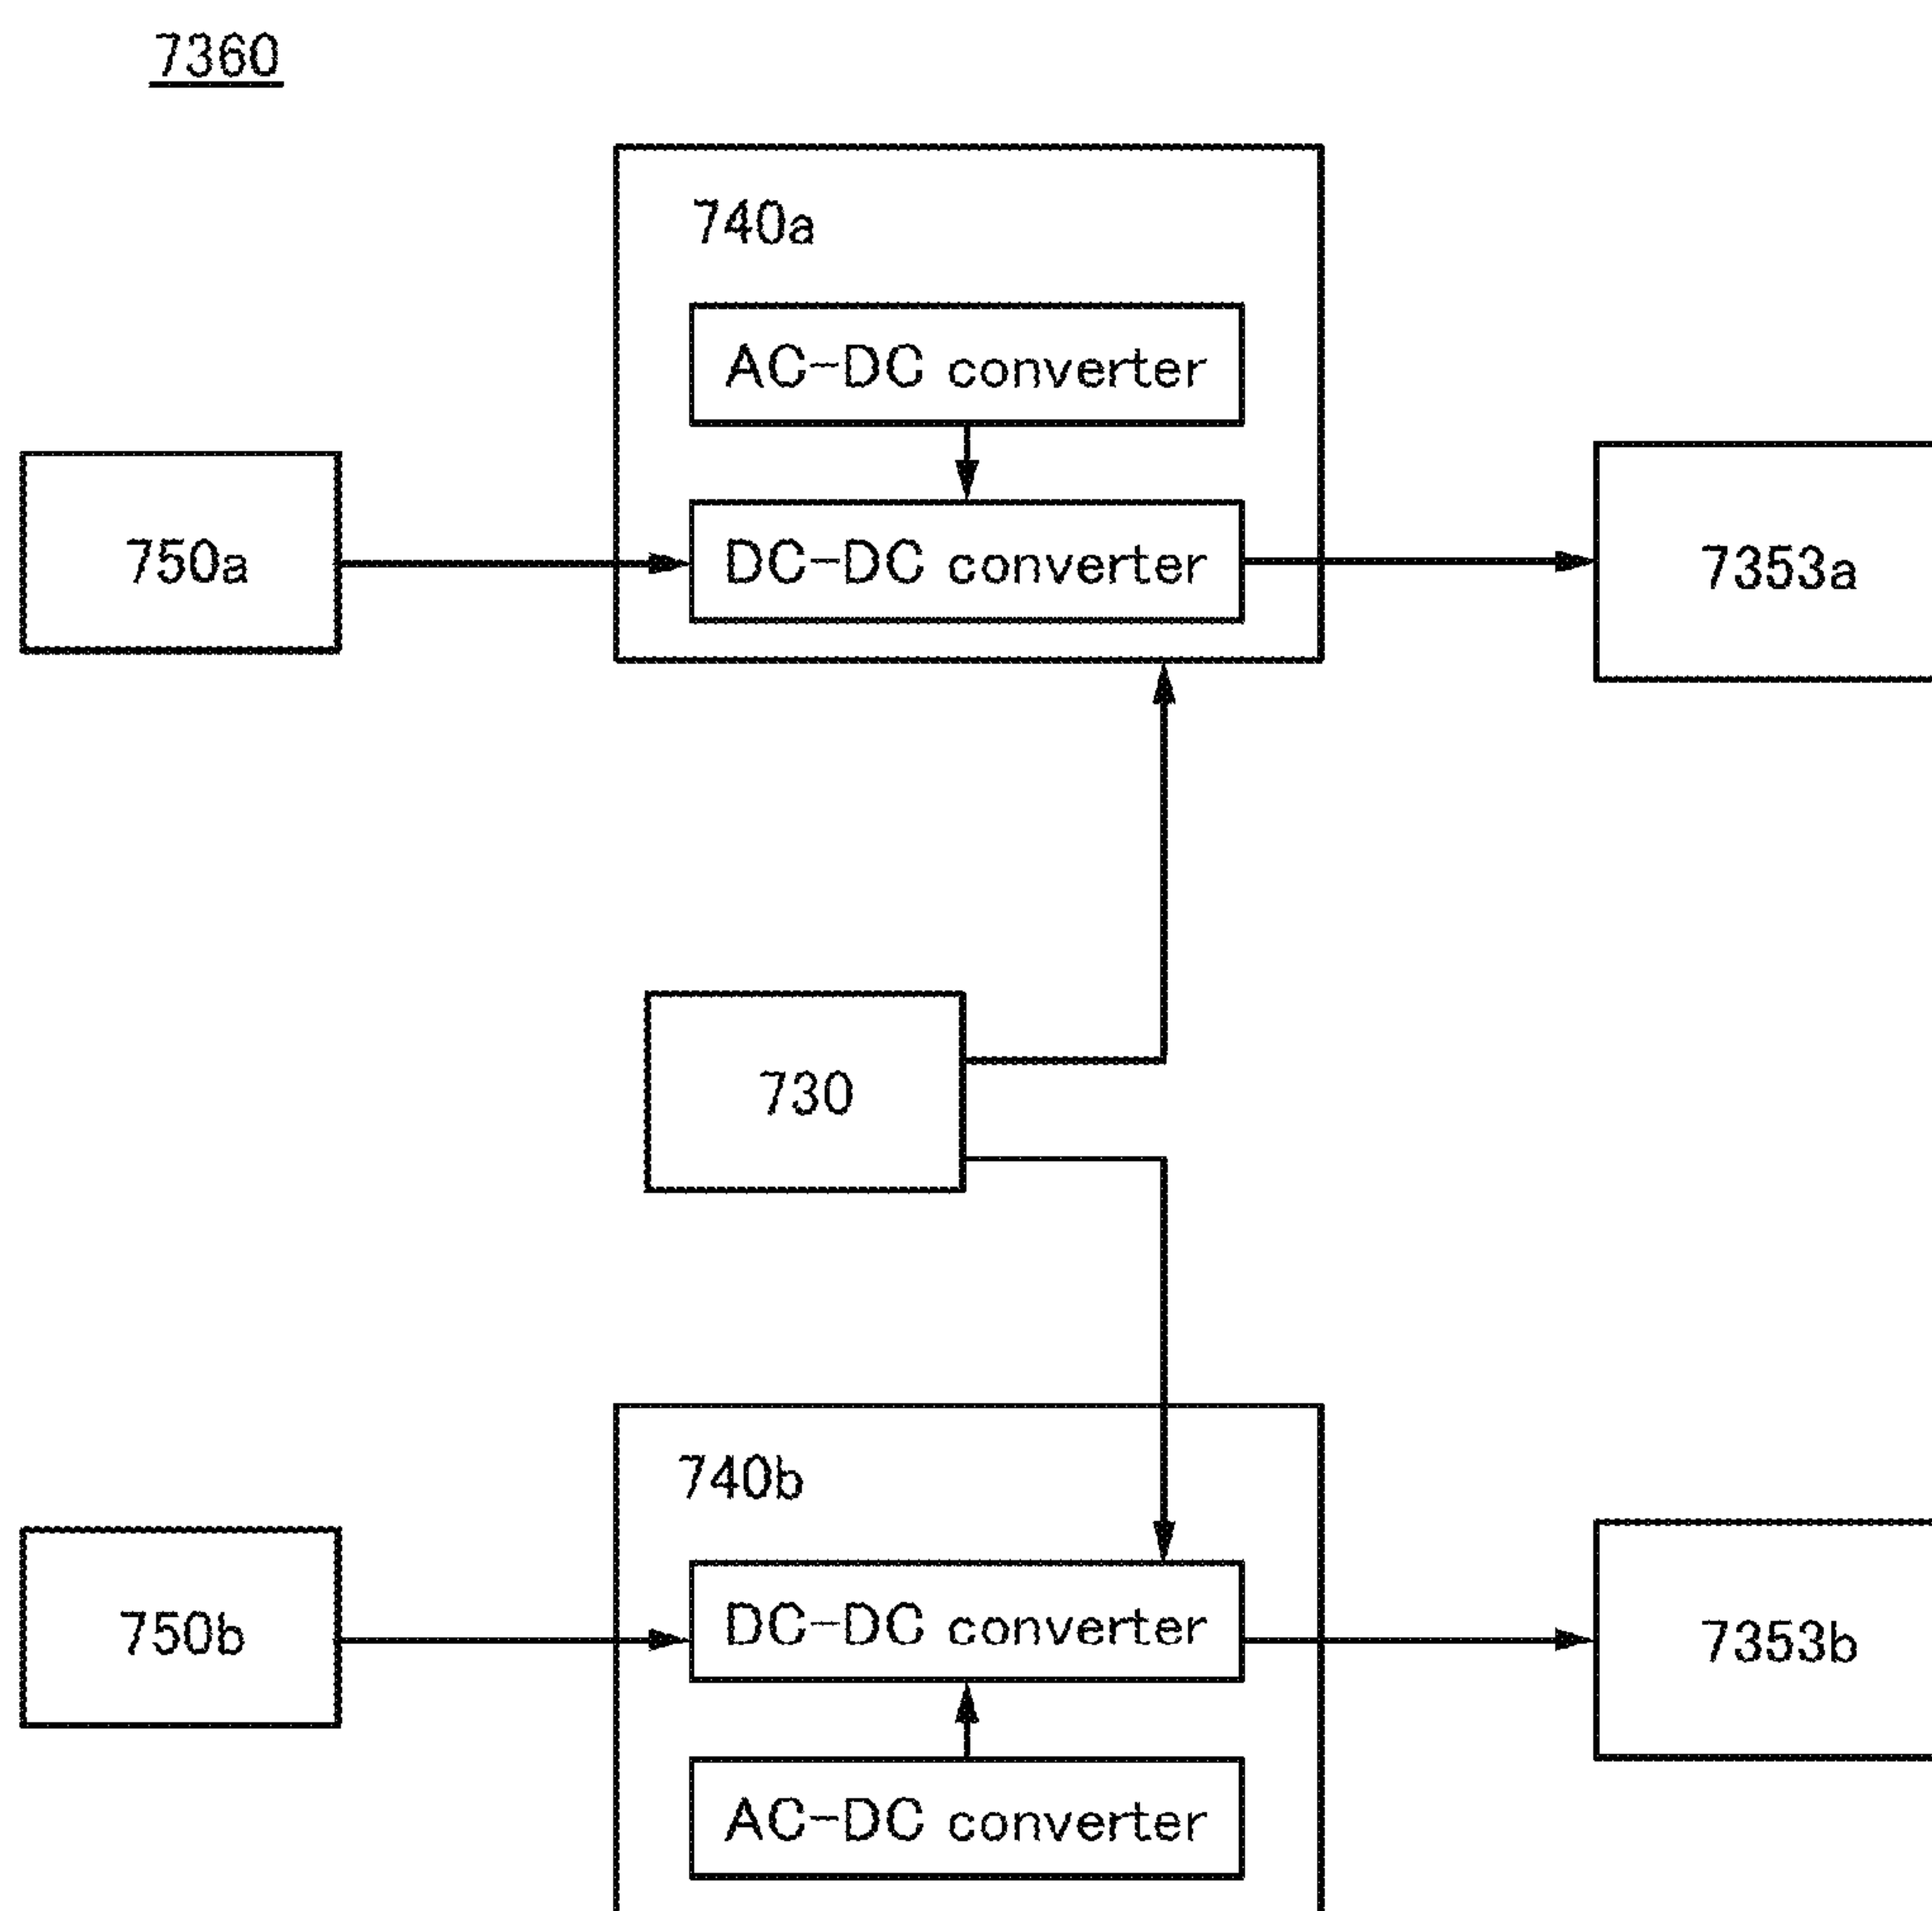 7360
740a
AC-DC converter
750a
DC-DC converter
7353a
730
740b
750b
DC-DC converter
7353b
AC-DC converter